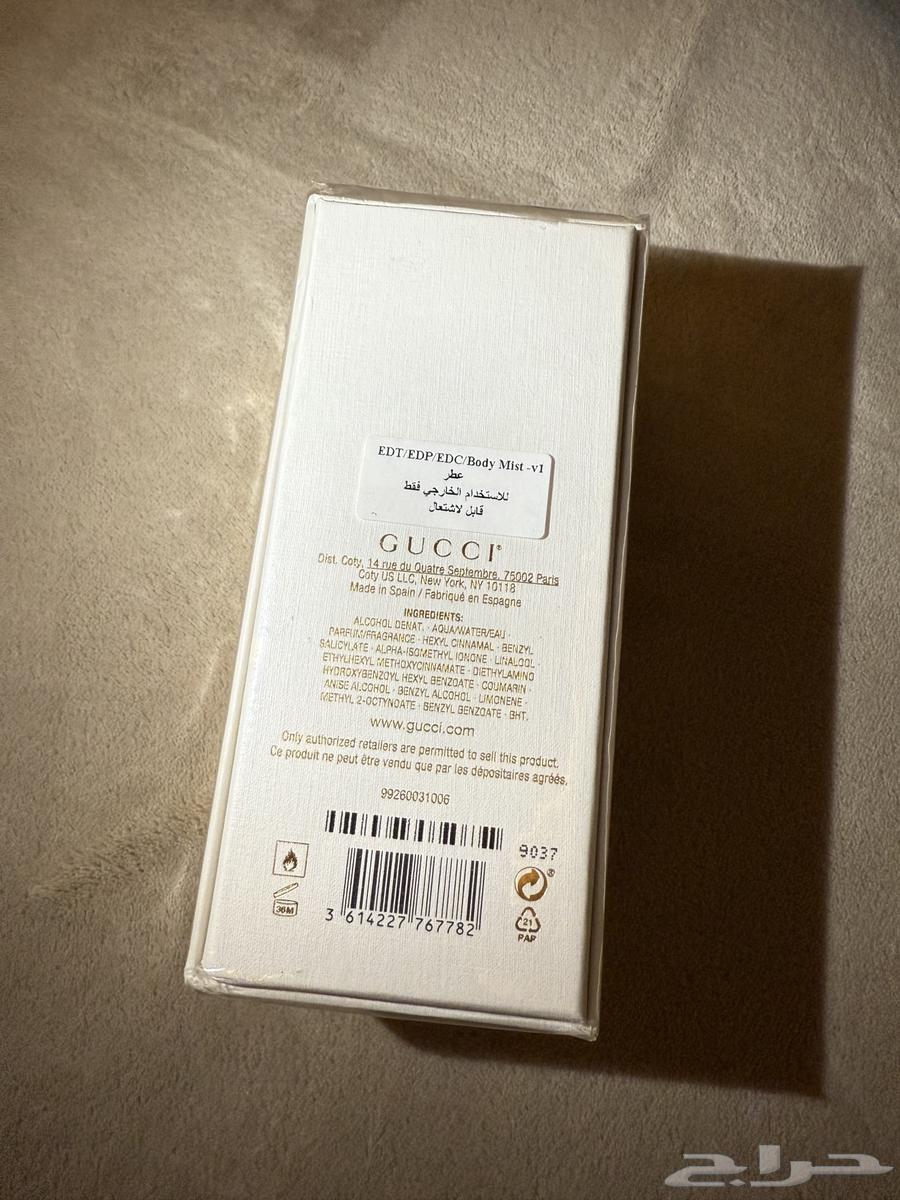 EDT/EDP/EDC/Body Mist -v1
عطر
للاستخدام الخارجي فقط
قابل لاشتعال
GUCCI®
Dist. Coty, 14 rue du Quatre Septembre, 75002 Paris
Coty US LLC, New York, NY 10118
Made in Spain / Fabriqué en Espagne
INGREDIENTS:
ALCOHOL DENAT. · AQUA/WATER/EAU ·
PARFUM/FRAGRANCE · HEXYL CINNAMAL · BENZYL
SALICYLATE · ALPHA-ISOMETHYL IONONE · LINALOOL ·
ETHYLHEXYL METHOXYCINNAMATE · DIETHYLAMINO
HYDROXYBENZOYL HEXYL BENZOATE · COUMARIN ·
ANISE ALCOHOL · BENZYL ALCOHOL · LIMONENE ·
METHYL 2-OCTYNOATE · BENZYL BENZOATE · BHT.
www.gucci.com
Only authorized retailers are permitted to sell this product.
Ce produit ne peut être vendu que par les dépositaires agréés.
99260031006
9037
®
36M
3 614227 767782
21
PAP
حراج